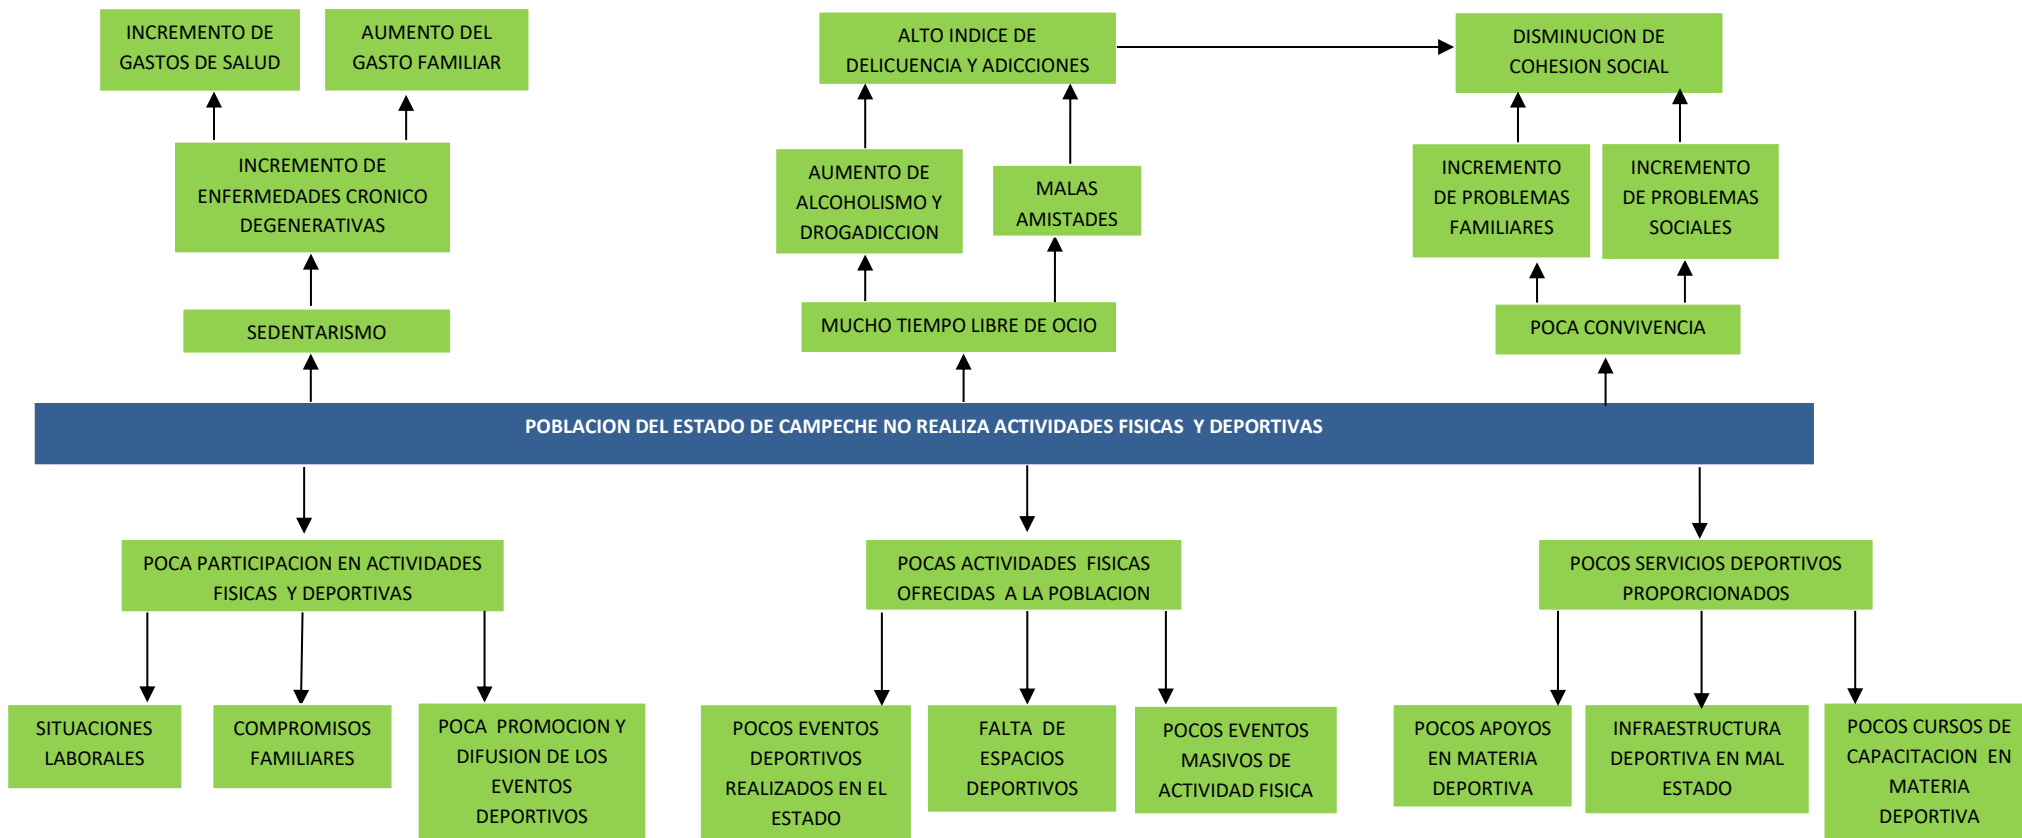 INCREMENTO DE
GASTOS DE SALUD
AUMENTO DEL
GASTO FAMILIAR
ALTO INDICE DE
DELICUENCIA Y ADICCIONES
DISMINUCION DE
COHESION SOCIAL
INCREMENTO DE
ENFERMEDADES CRONICO
DEGENERATIVAS
AUMENTO DE
ALCOHOLISMO Y
DROGADICCION
MALAS
AMISTADES
INCREMENTO
DE PROBLEMAS
FAMILIARES
INCREMENTO
DE PROBLEMAS
SOCIALES
SEDENTARISMO
MUCHO TIEMPO LIBRE DE OCIO
POCA CONVIVENCIA
POBLACION DEL ESTADO DE CAMPECHE NO REALIZA ACTIVIDADES FISICAS Y DEPORTIVAS
POCA PARTICIPACION EN ACTIVIDADES
FISICAS Y DEPORTIVAS
POCAS ACTIVIDADES FISICAS
OFRECIDAS A LA POBLACION
POCOS SERVICIOS DEPORTIVOS
PROPORCIONADOS
SITUACIONES
LABORALES
COMPROMISOS
FAMILIARES
POCA PROMOCION Y
DIFUSION DE LOS
EVENTOS
DEPORTIVOS
POCOS EVENTOS
DEPORTIVOS
REALIZADOS EN EL
ESTADO
FALTA DE
ESPACIOS
DEPORTIVOS
POCOS EVENTOS
MASIVOS DE
ACTIVIDAD FISICA
POCOS APOYOS
EN MATERIA
DEPORTIVA
INFRAESTRUCTURA
DEPORTIVA EN MAL
ESTADO
POCOS CURSOS DE
CAPACITACION EN
MATERIA
DEPORTIVA